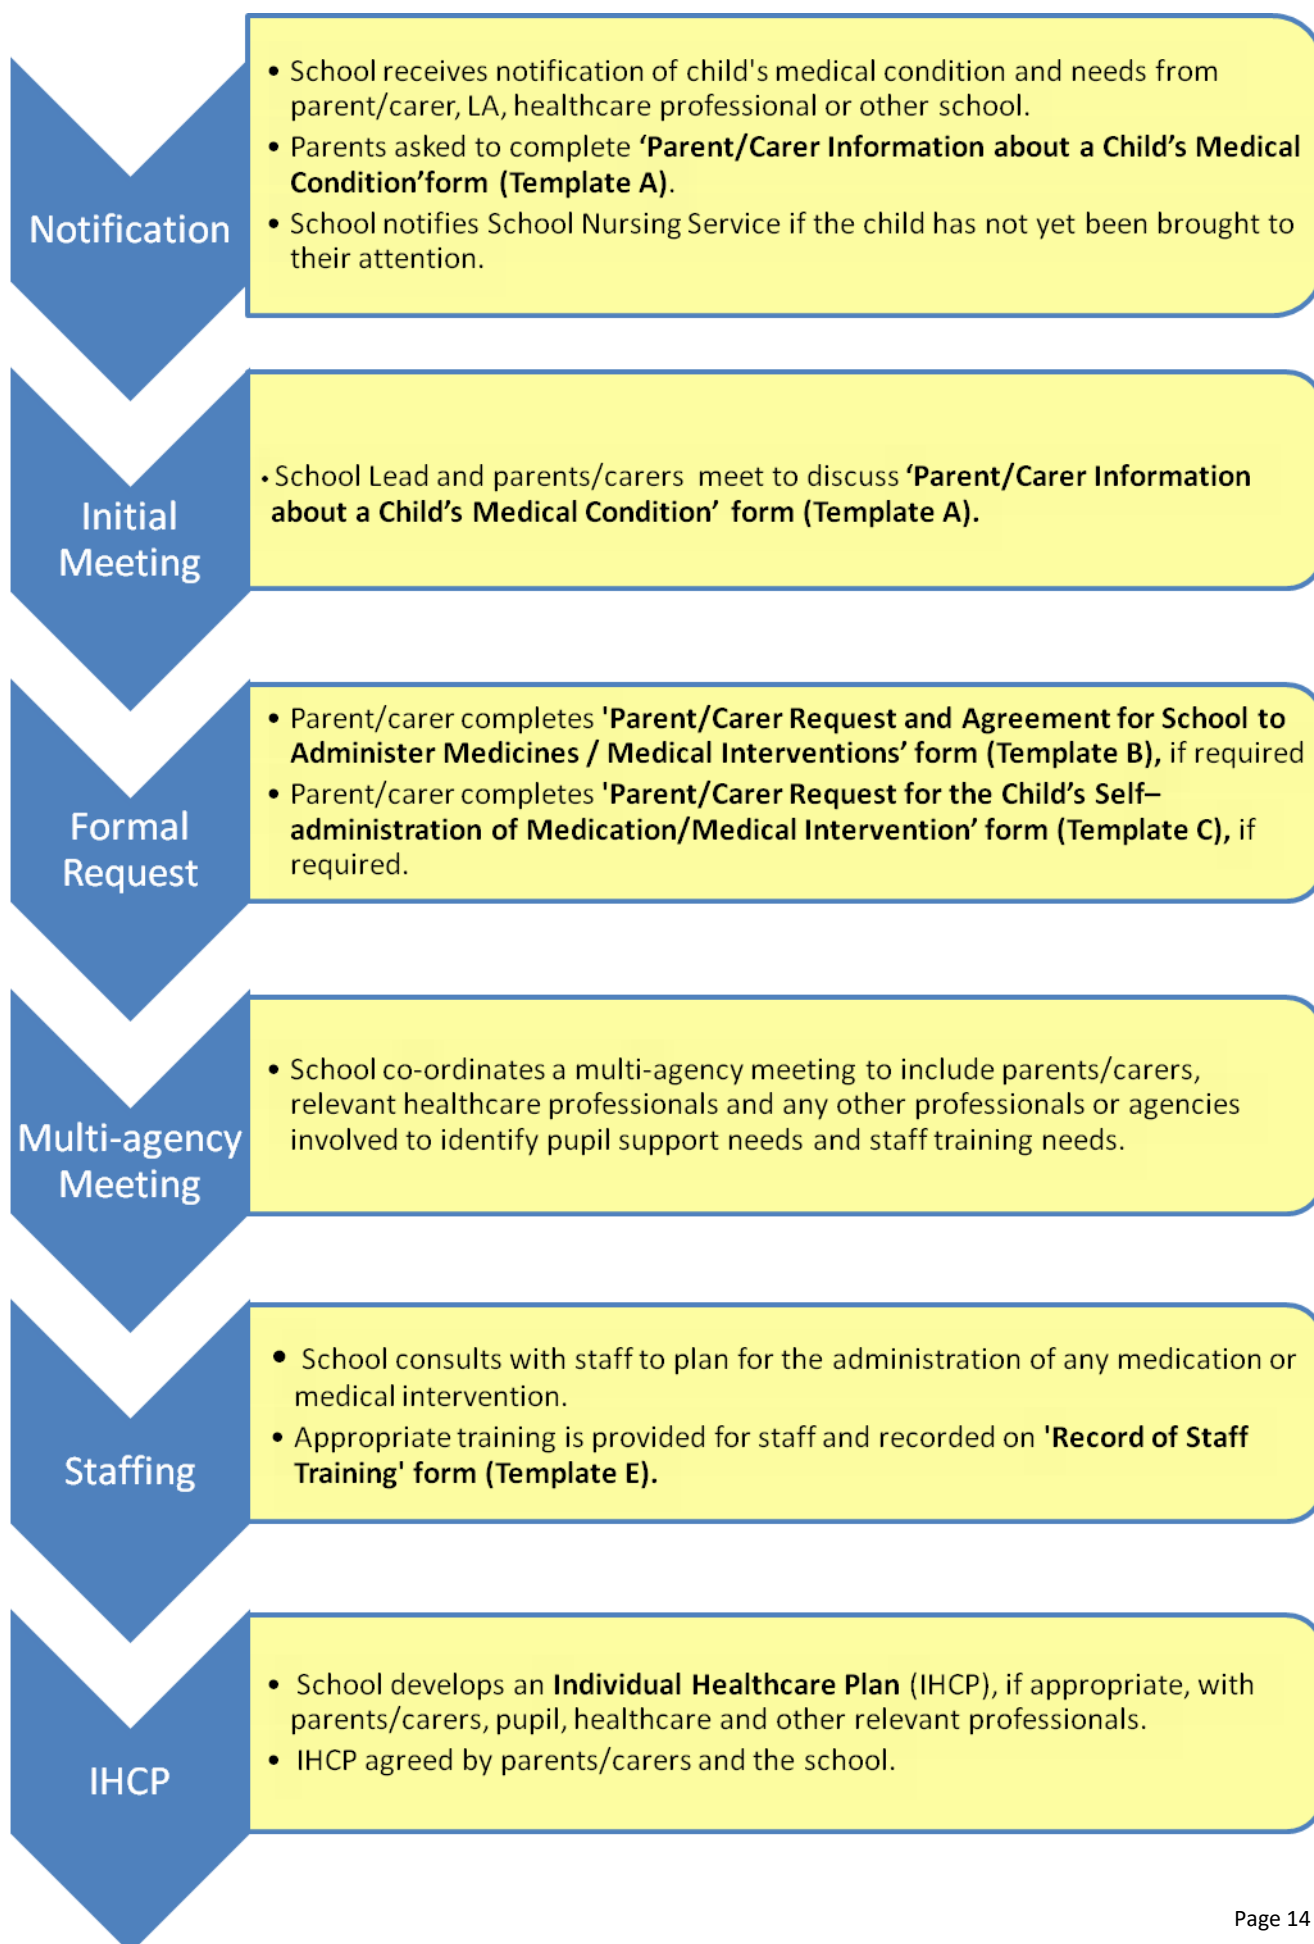 Notification
• School receives notification of child's medical condition and needs from
parent/carer, LA, healthcare professional or other school.
• Parents asked to complete ‘Parent/Carer Information about a Child’s Medical
Condition’form (Template A).
• School notifies School Nursing Service if the child has not yet been brought to
their attention.
Initial
Meeting
• School Lead and parents/carers meet to discuss ‘Parent/Carer Information
about a Child’s Medical Condition’ form (Template A).
Formal
Request
• Parent/carer completes 'Parent/Carer Request and Agreement for School to
Administer Medicines / Medical Interventions’ form (Template B), if required
• Parent/carer completes 'Parent/Carer Request for the Child’s Self–
administration of Medication/Medical Intervention’ form (Template C), if
required.
Multi-agency
Meeting
• School co-ordinates a multi-agency meeting to include parents/carers,
relevant healthcare professionals and any other professionals or agencies
involved to identify pupil support needs and staff training needs.
Staffing
• School consults with staff to plan for the administration of any medication or
medical intervention.
• Appropriate training is provided for staff and recorded on 'Record of Staff
Training' form (Template E).
IHCP
• School develops an Individual Healthcare Plan (IHCP), if appropriate, with
parents/carers, pupil, healthcare and other relevant professionals.
• IHCP agreed by parents/carers and the school.
Page 14